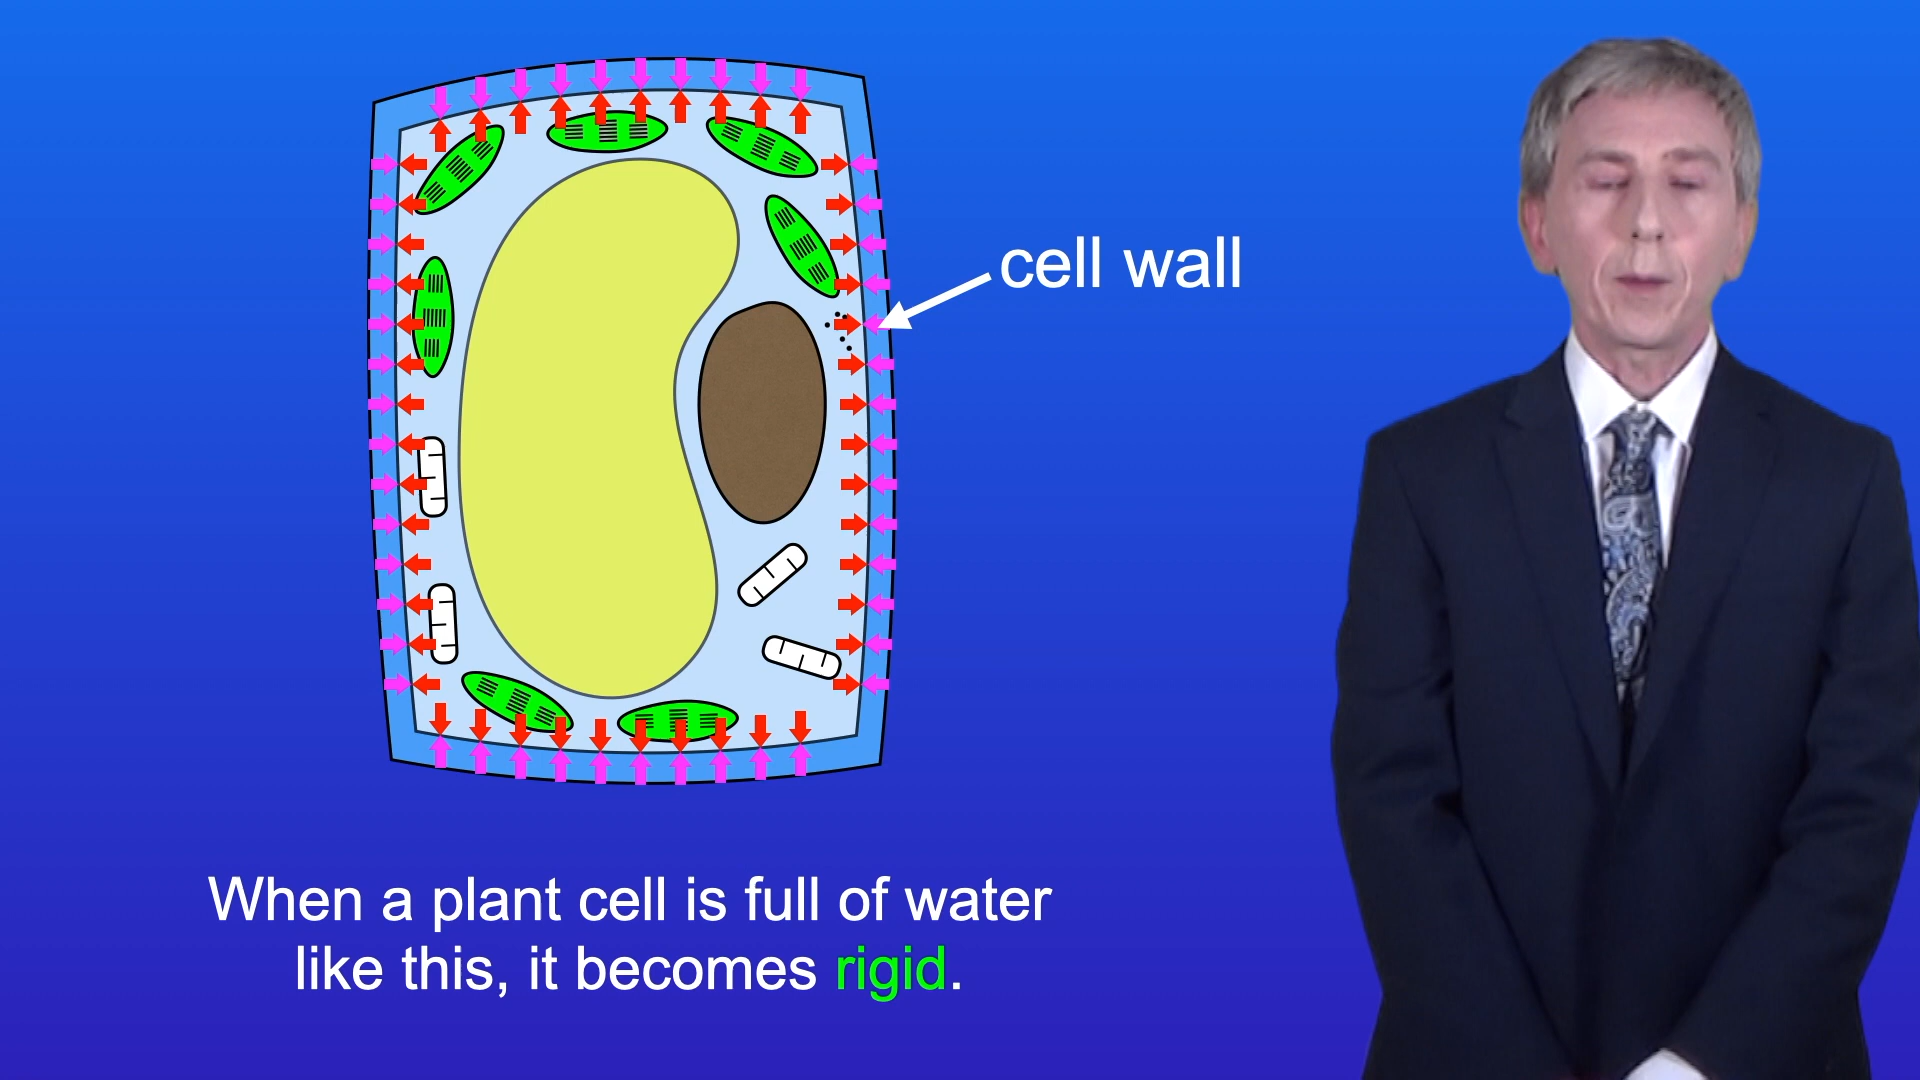 cell wall
When a plant cell is full of water
like this, it becomes rigid.